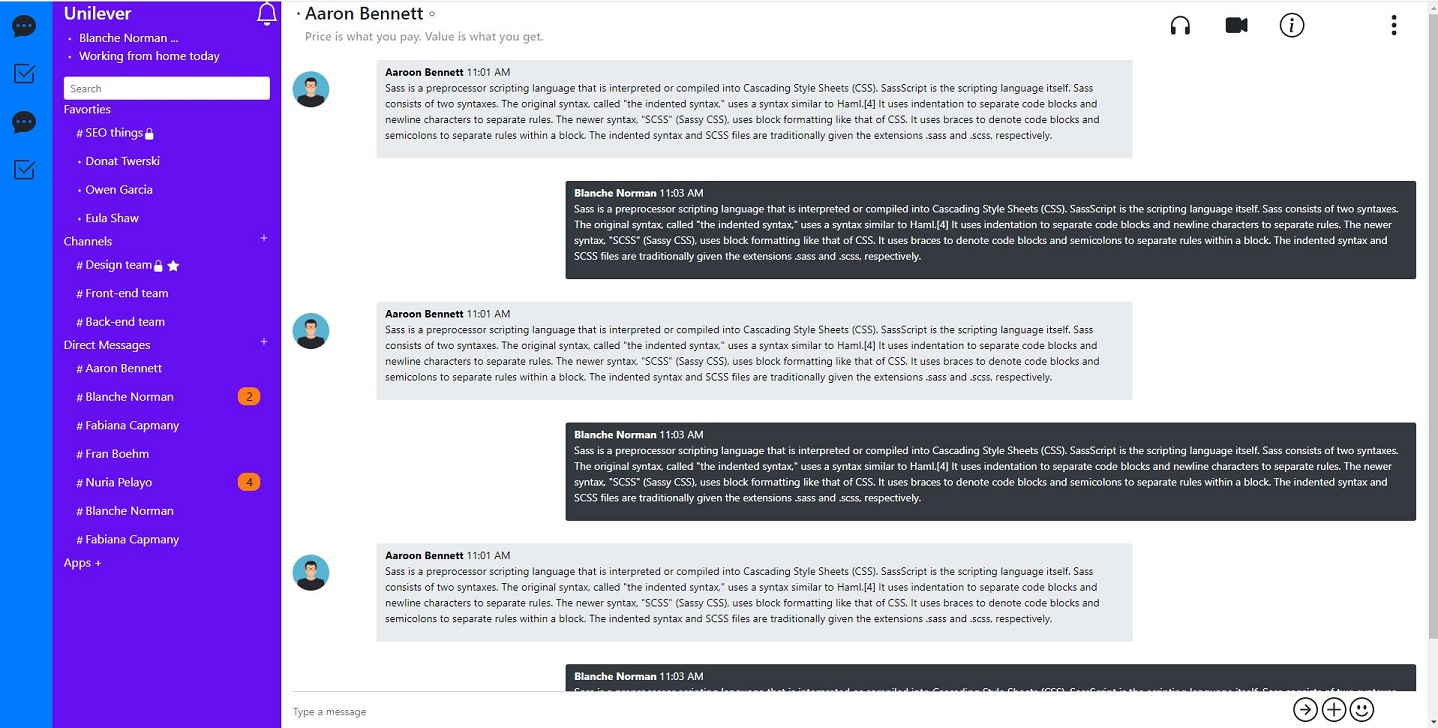 Unilever
Blanche Norman ...
Working from home today
Search
Favorties
# SEO things
Donat Twerski
Owen Garcia
Eula Shaw
Channels +
# Design team
# Front-end team
# Back-end team
Direct Messages +
# Aaron Bennett
# Blanche Norman 2
# Fabiana Capmany
# Fran Boehm
# Nuria Pelayo 4
# Blanche Norman
# Fabiana Capmany
Apps +
· Aaron Bennett ☆
Price is what you pay. Value is what you get.
Aaroon Bennett 11:01 AM
Sass is a preprocessor scripting language that is interpreted or compiled into Cascading Style Sheets (CSS). SassScript is the scripting language itself. Sass
consists of two syntaxes. The original syntax, called "the indented syntax," uses a syntax similar to Haml.[4] It uses indentation to separate code blocks and
newline characters to separate rules. The newer syntax, "SCSS" (Sassy CSS), uses block formatting like that of CSS. It uses braces to denote code blocks and
semicolons to separate rules within a block. The indented syntax and SCSS files are traditionally given the extensions .sass and .scss, respectively.
Blanche Norman 11:03 AM
Sass is a preprocessor scripting language that is interpreted or compiled into Cascading Style Sheets (CSS). SassScript is the scripting language itself. Sass consists of two syntaxes.
The original syntax, called "the indented syntax," uses a syntax similar to Haml.[4] It uses indentation to separate code blocks and newline characters to separate rules. The newer
syntax, "SCSS" (Sassy CSS), uses block formatting like that of CSS. It uses braces to denote code blocks and semicolons to separate rules within a block. The indented syntax and
SCSS files are traditionally given the extensions .sass and .scss, respectively.
Aaroon Bennett 11:01 AM
Sass is a preprocessor scripting language that is interpreted or compiled into Cascading Style Sheets (CSS). SassScript is the scripting language itself. Sass
consists of two syntaxes. The original syntax, called "the indented syntax," uses a syntax similar to Haml.[4] It uses indentation to separate code blocks and
newline characters to separate rules. The newer syntax, "SCSS" (Sassy CSS), uses block formatting like that of CSS. It uses braces to denote code blocks and
semicolons to separate rules within a block. The indented syntax and SCSS files are traditionally given the extensions .sass and .scss, respectively.
Blanche Norman 11:03 AM
Sass is a preprocessor scripting language that is interpreted or compiled into Cascading Style Sheets (CSS). SassScript is the scripting language itself. Sass consists of two syntaxes.
The original syntax, called "the indented syntax," uses a syntax similar to Haml.[4] It uses indentation to separate code blocks and newline characters to separate rules. The newer
syntax, "SCSS" (Sassy CSS), uses block formatting like that of CSS. It uses braces to denote code blocks and semicolons to separate rules within a block. The indented syntax and
SCSS files are traditionally given the extensions .sass and .scss, respectively.
Aaroon Bennett 11:01 AM
Sass is a preprocessor scripting language that is interpreted or compiled into Cascading Style Sheets (CSS). SassScript is the scripting language itself. Sass
consists of two syntaxes. The original syntax, called "the indented syntax," uses a syntax similar to Haml.[4] It uses indentation to separate code blocks and
newline characters to separate rules. The newer syntax, "SCSS" (Sassy CSS), uses block formatting like that of CSS. It uses braces to denote code blocks and
semicolons to separate rules within a block. The indented syntax and SCSS files are traditionally given the extensions .sass and .scss, respectively.
Blanche Norman 11:03 AM
Type a message